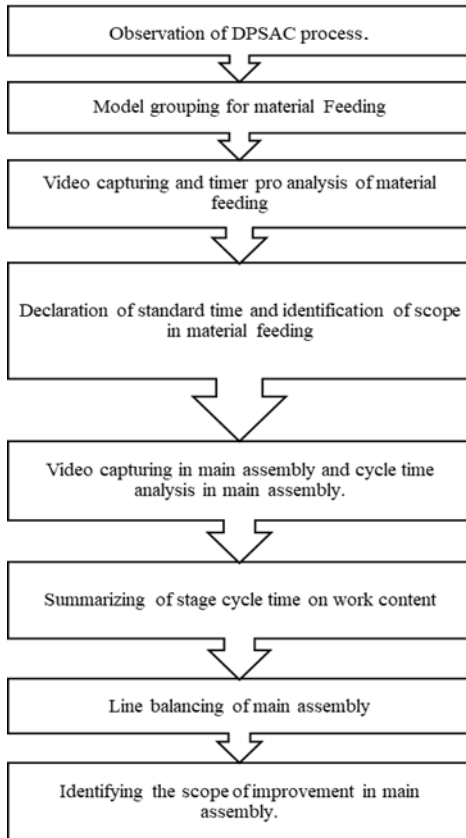 Observation of DPSAC process.
Model grouping for material Feeding
Video capturing and timer pro analysis of material
feeding
Declaration of standard time and identification of scope
in material feeding
Video capturing in main assembly and cycle time
analysis in main assembly.
Summarizing of stage cycle time on work content
Line balancing of main assembly
Identifying the scope of improvement in main
assembly.